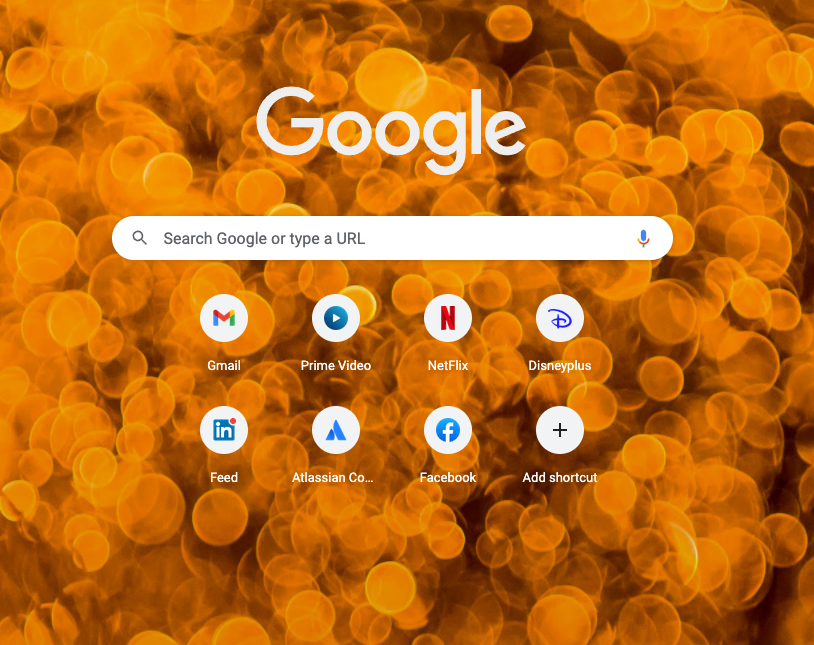 Google
Search Google or type a URL
Gmail
Prime Video
NetFlix
Disneyplus
Feed
Atlassian Co...
Facebook
Add shortcut